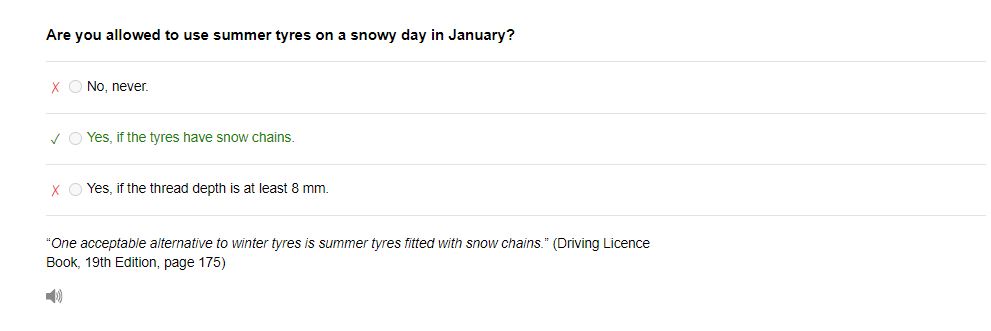 Are you allowed to use summer tyres on a snowy day in January?
No, never.
Yes, if the tyres have snow chains.
Yes, if the thread depth is at least 8 mm.
“One acceptable alternative to winter tyres is summer tyres fitted with snow chains.” (Driving Licence
Book, 19th Edition, page 175)